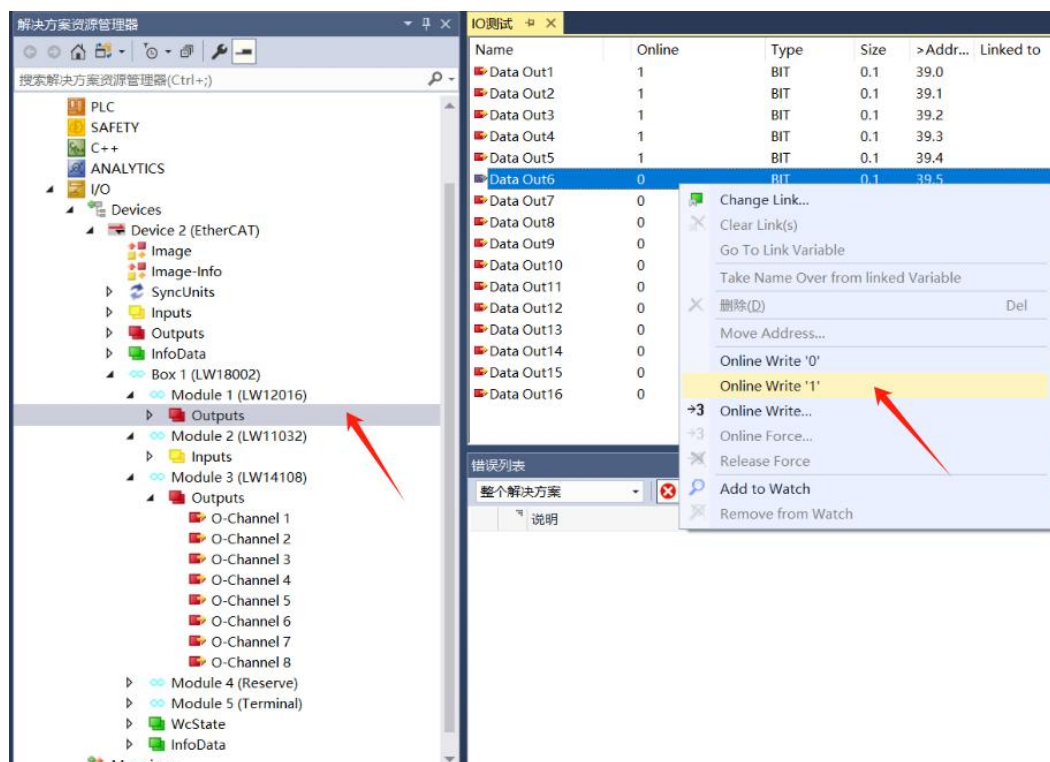 解决方案资源管理器
搜索解决方案资源管理器(Ctrl+;)
PLC
SAFETY
C++
ANALYTICS
I/O
Devices
Device 2 (EtherCAT)
Image
Image-Info
SyncUnits
Inputs
Outputs
InfoData
Box 1 (LW18002)
Module 1 (LW12016)
Outputs
Module 2 (LW11032)
Inputs
Module 3 (LW14108)
Outputs
O-Channel 1
O-Channel 2
O-Channel 3
O-Channel 4
O-Channel 5
O-Channel 6
O-Channel 7
O-Channel 8
Module 4 (Reserve)
Module 5 (Terminal)
WcState
InfoData
IO测试
Name Online Type Size >Addr... Linked to
Data Out1 1 BIT 0.1 39.0
Data Out2 1 BIT 0.1 39.1
Data Out3 1 BIT 0.1 39.2
Data Out4 1 BIT 0.1 39.3
Data Out5 1 BIT 0.1 39.4
Data Out6 0 BIT 0.1 39.5
Data Out7 0
Data Out8 0
Data Out9 0
Data Out10 0
Data Out11 0
Data Out12 0
Data Out13 0
Data Out14 0
Data Out15 0
Data Out16 0
Change Link...
Clear Link(s)
Go To Link Variable
Take Name Over from linked Variable
删除(D) Del
Move Address...
Online Write '0'
Online Write '1'
→3 Online Write...
→3 Online Force...
Release Force
Add to Watch
Remove from Watch
错误列表
整个解决方案
说明